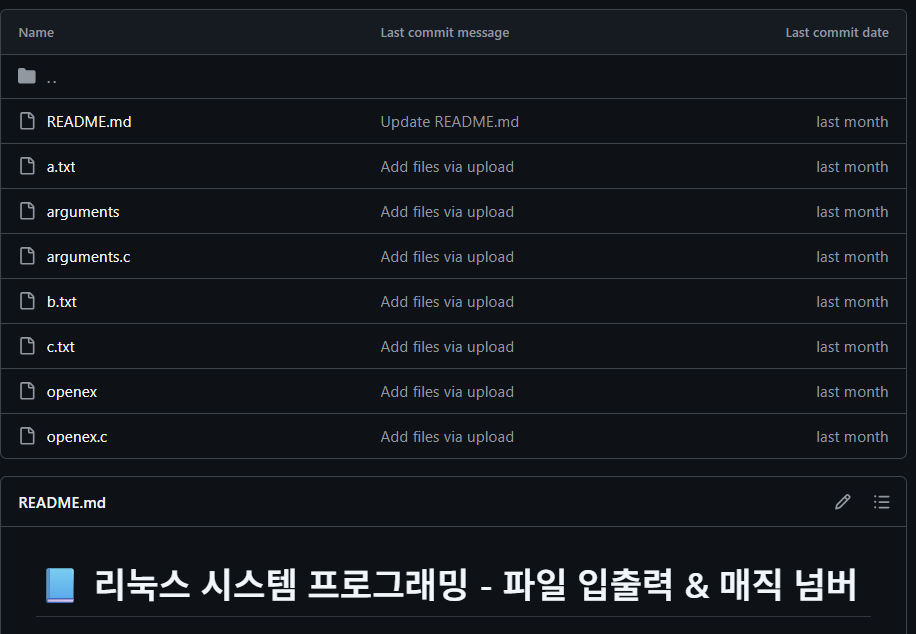 Name Last commit message Last commit date
..
README.md Update README.md last month
a.txt Add files via upload last month
arguments Add files via upload last month
arguments.c Add files via upload last month
b.txt Add files via upload last month
c.txt Add files via upload last month
openex Add files via upload last month
openex.c Add files via upload last month
README.md
리눅스 시스템 프로그래밍 - 파일 입출력 & 매직 넘버